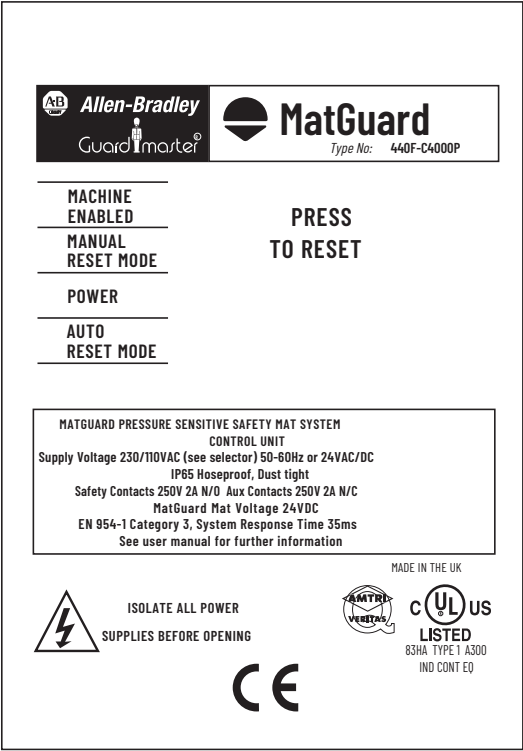 A·B
Allen-Bradley
Guardmaster®
MatGuard
Type No: 440F-C4000P
MACHINE
ENABLED
MANUAL
RESET MODE
POWER
AUTO
RESET MODE
PRESS
TO RESET
MATGUARD PRESSURE SENSITIVE SAFETY MAT SYSTEM
CONTROL UNIT
Supply Voltage 230/110VAC (see selector) 50-60Hz or 24VAC/DC
IP65 Hoseproof, Dust tight
Safety Contacts 250V 2A N/O Aux Contacts 250V 2A N/C
MatGuard Mat Voltage 24VDC
EN 954-1 Category 3, System Response Time 35ms
See user manual for further information
ISOLATE ALL POWER
SUPPLIES BEFORE OPENING
MADE IN THE UK
AMTRI
VERITAS
C UL® US
LISTED
83HA TYPE 1 A300
IND CONT EQ
CE